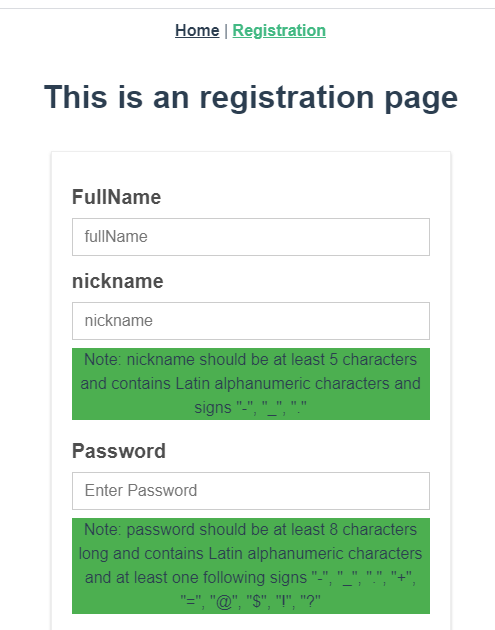 Home | Registration
This is an registration page
FullName
fullName
nickname
nickname
Note: nickname should be at least 5 characters
and contains Latin alphanumeric characters and
signs "-", "_", "."
Password
Enter Password
Note: password should be at least 8 characters
long and contains Latin alphanumeric characters
and at least one following signs "-", "_", ".", "+",
"=", "@", "$", "!", "?"